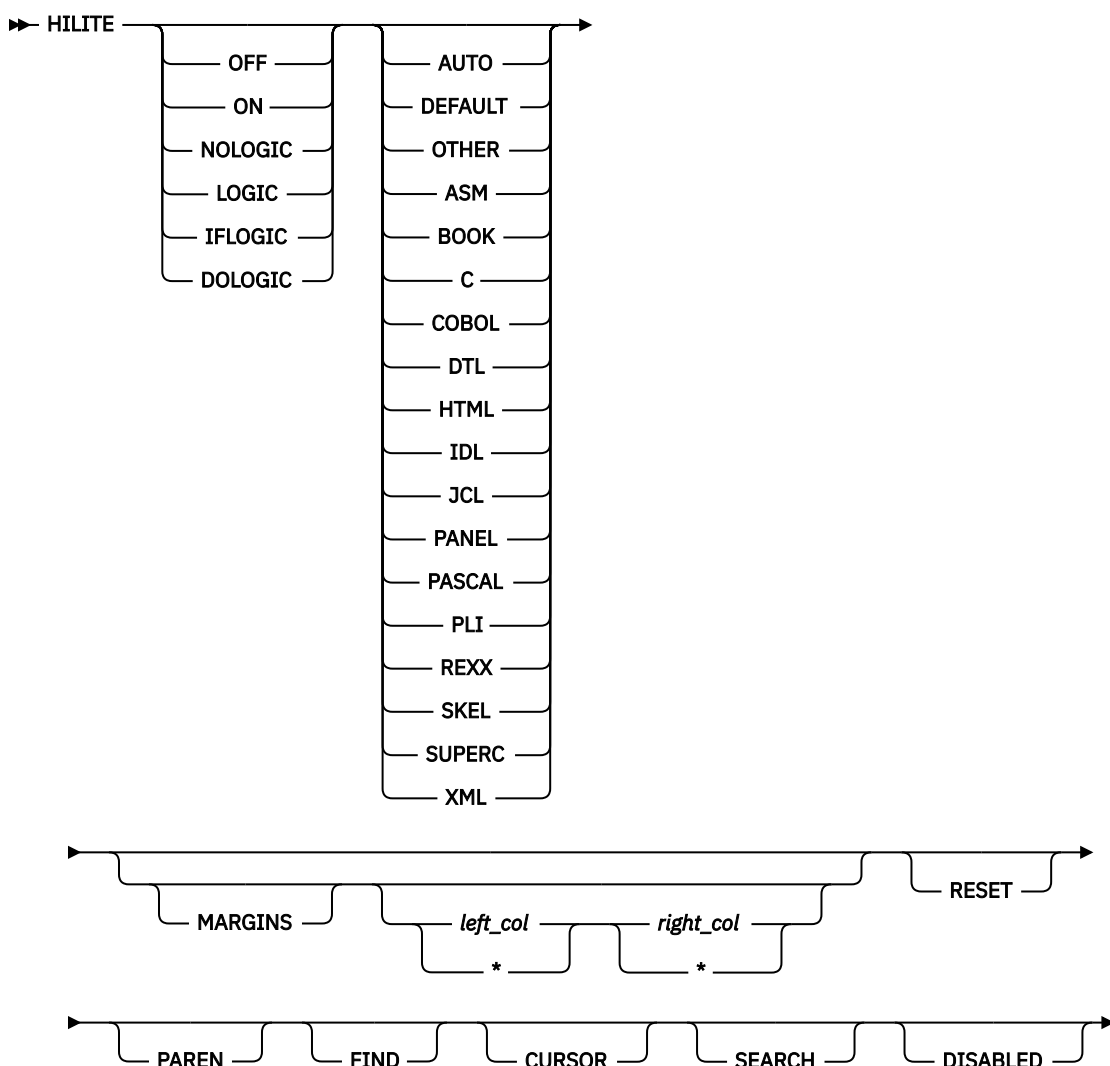 HILITE
OFF
ON
NOLOGIC
LOGIC
IFLOGIC
DOLOGIC
AUTO
DEFAULT
OTHER
ASM
BOOK
C
COBOL
DTL
HTML
IDL
JCL
PANEL
PASCAL
PLI
REXX
SKEL
SUPERC
XML
MARGINS
left_col
*
right_col
*
RESET
PAREN
FIND
CURSOR
SEARCH
DISABLED